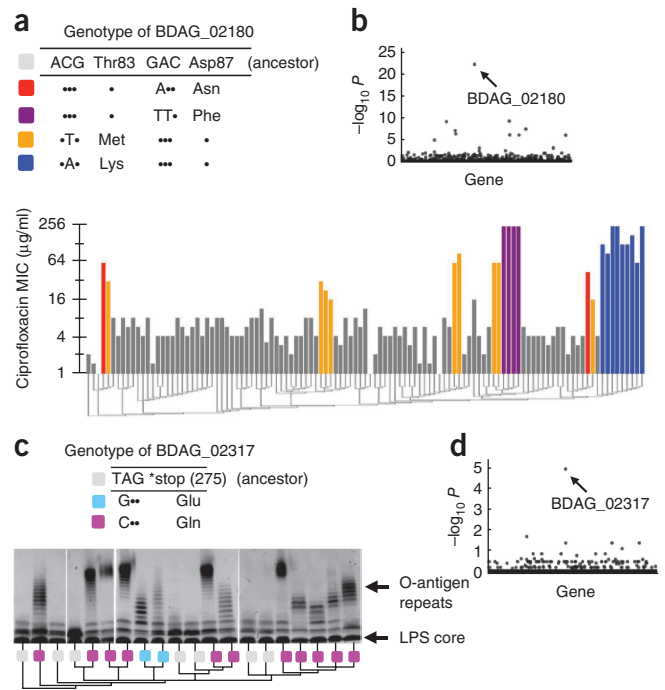 a
Genotype of BDAG_02180
ACG Thr83 GAC Asp87 (ancestor)
••• • A•• Asn
••• • TT• Phe
•T• Met ••• •
•A• Lys ••• •
b
–log10 P
25
20
15
10
5
0
BDAG_02180
Gene
Ciprofloxacin MIC (μg/ml)
256
64
16
4
1
c
Genotype of BDAG_02317
TAG *stop (275) (ancestor)
G•• Glu
C•• Gln
O-antigen
repeats
LPS core
d
–log10 P
5
4
3
2
1
0
BDAG_02317
Gene